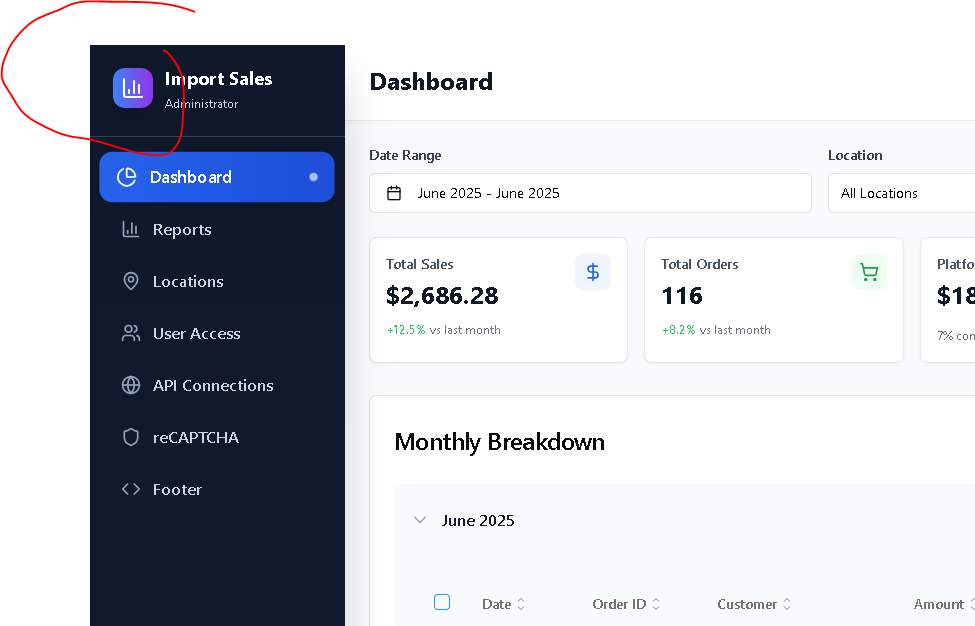 Import Sales
Administrator
Dashboard
Reports
Locations
User Access
API Connections
reCAPTCHA
Footer
Dashboard
Date Range
Location
June 2025 - June 2025
All Locations
Total Sales
$2,686.28
+12.5% vs last month
Total Orders
116
+8.2% vs last month
Platfo
$18
7% con
Monthly Breakdown
June 2025
Date Order ID Customer Amount